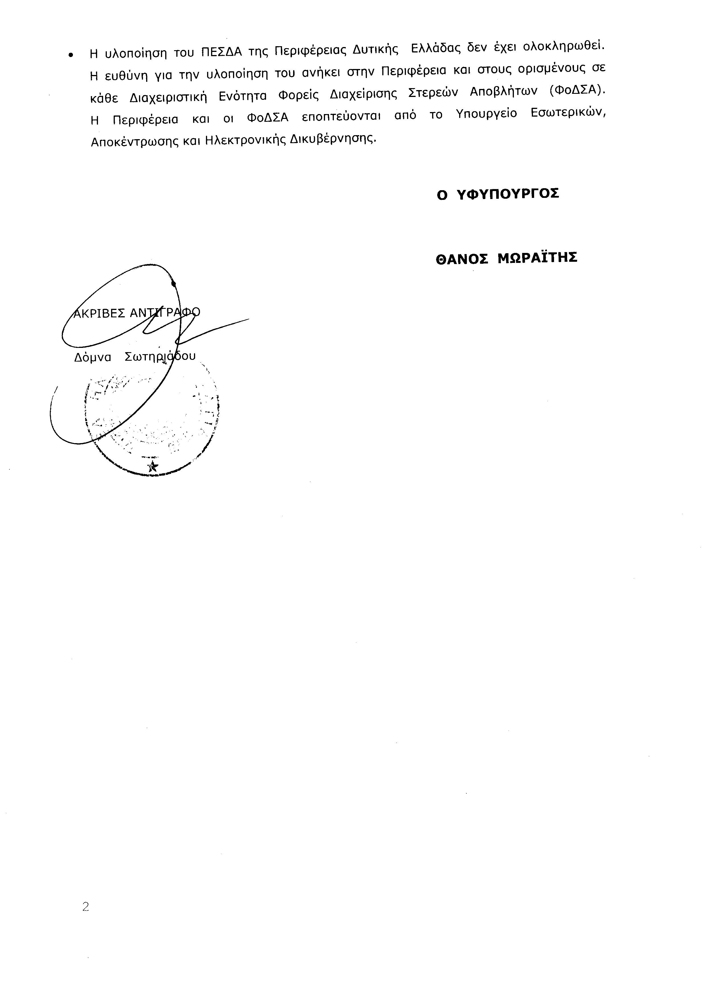 • Η υλοποίηση του ΠΕΣΔΑ της Περιφέρειας Δυτικής Ελλάδας δεν έχει ολοκληρωθεί.
Η ευθύνη για την υλοποίηση του ανήκει στην Περιφέρεια και στους ορισμένους σε
κάθε Διαχειριστική Ενότητα Φορείς Διαχείρισης Στερεών Αποβλήτων (ΦοΔΣΑ).
Η Περιφέρεια και οι ΦοΔΣΑ εποπτεύονται από το Υπουργείο Εσωτερικών,
Αποκέντρωσης και Ηλεκτρονικής Δικυβέρνησης.
Ο ΥΦΥΠΟΥΡΓΟΣ
ΘΑΝΟΣ ΜΩΡΑΪΤΗΣ
ΑΚΡΙΒΕΣ ΑΝΤΙΓΡΑΦΟ
Δόμνα Σωτηριάδου
2